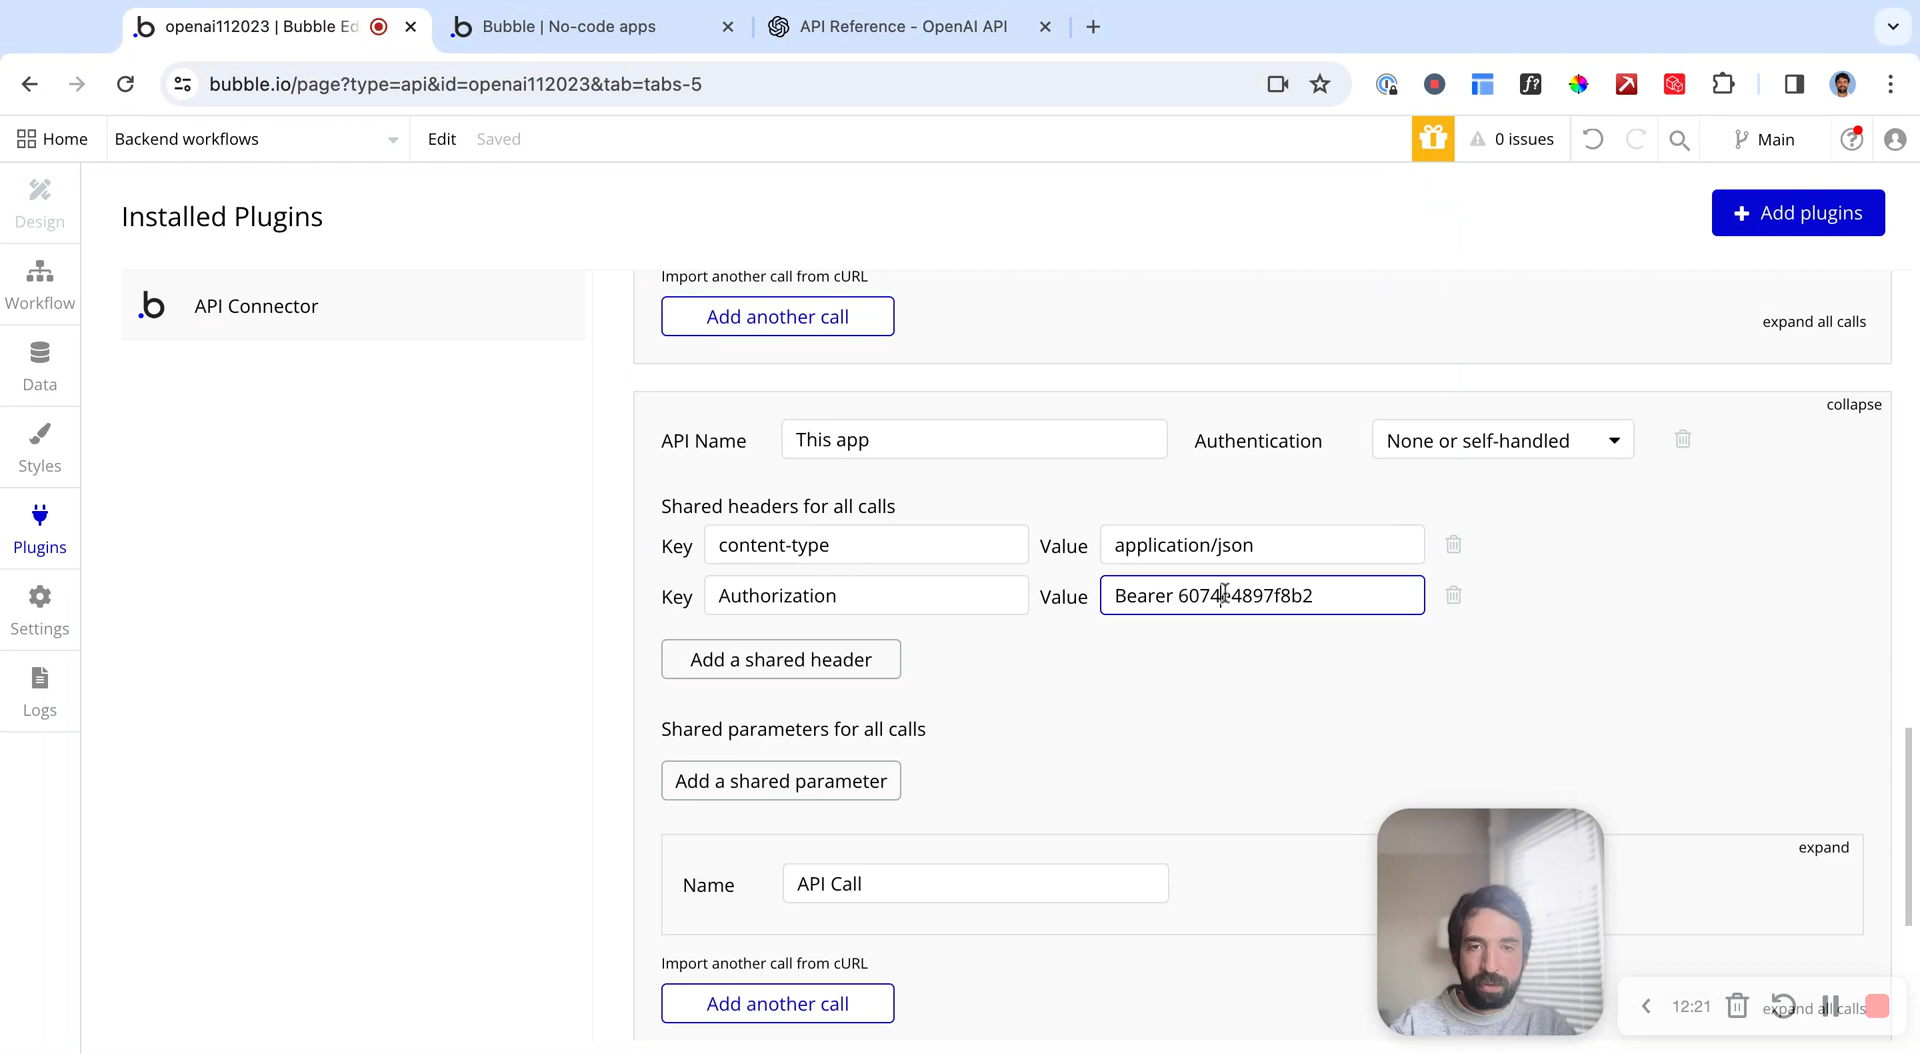 openai112023 | Bubble Ed
Bubble | No-code apps
API Reference - OpenAI API
bubble.io/page?type=api&id=openai112023&tab=tabs-5
Home
Backend workflows
Edit
Saved
0 issues
Main
Design
Workflow
Data
Styles
Plugins
Settings
Logs
Installed Plugins
+ Add plugins
API Connector
Import another call from cURL
Add another call
expand all calls
collapse
API Name
This app
Authentication
None or self-handled
Shared headers for all calls
Key
content-type
Value
application/json
Key
Authorization
Value
Bearer
Add a shared header
Shared parameters for all calls
Add a shared parameter
expand
Name
API Call
Import another call from cURL
Add another call
12:21
expand all calls